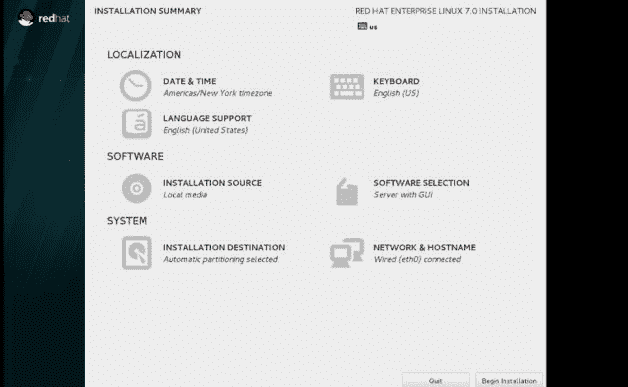 redhat
INSTALLATION SUMMARY
RED HAT ENTERPRISE LINUX 7.0 INSTALLATION
us
LOCALIZATION
DATE & TIME
Americas/New York timezone
KEYBOARD
English (US)
LANGUAGE SUPPORT
English (United States)
SOFTWARE
INSTALLATION SOURCE
Local media
SOFTWARE SELECTION
Server with GUI
SYSTEM
INSTALLATION DESTINATION
Automatic partitioning selected
NETWORK & HOSTNAME
Wired (eth0) connected
Quit
Begin Installation